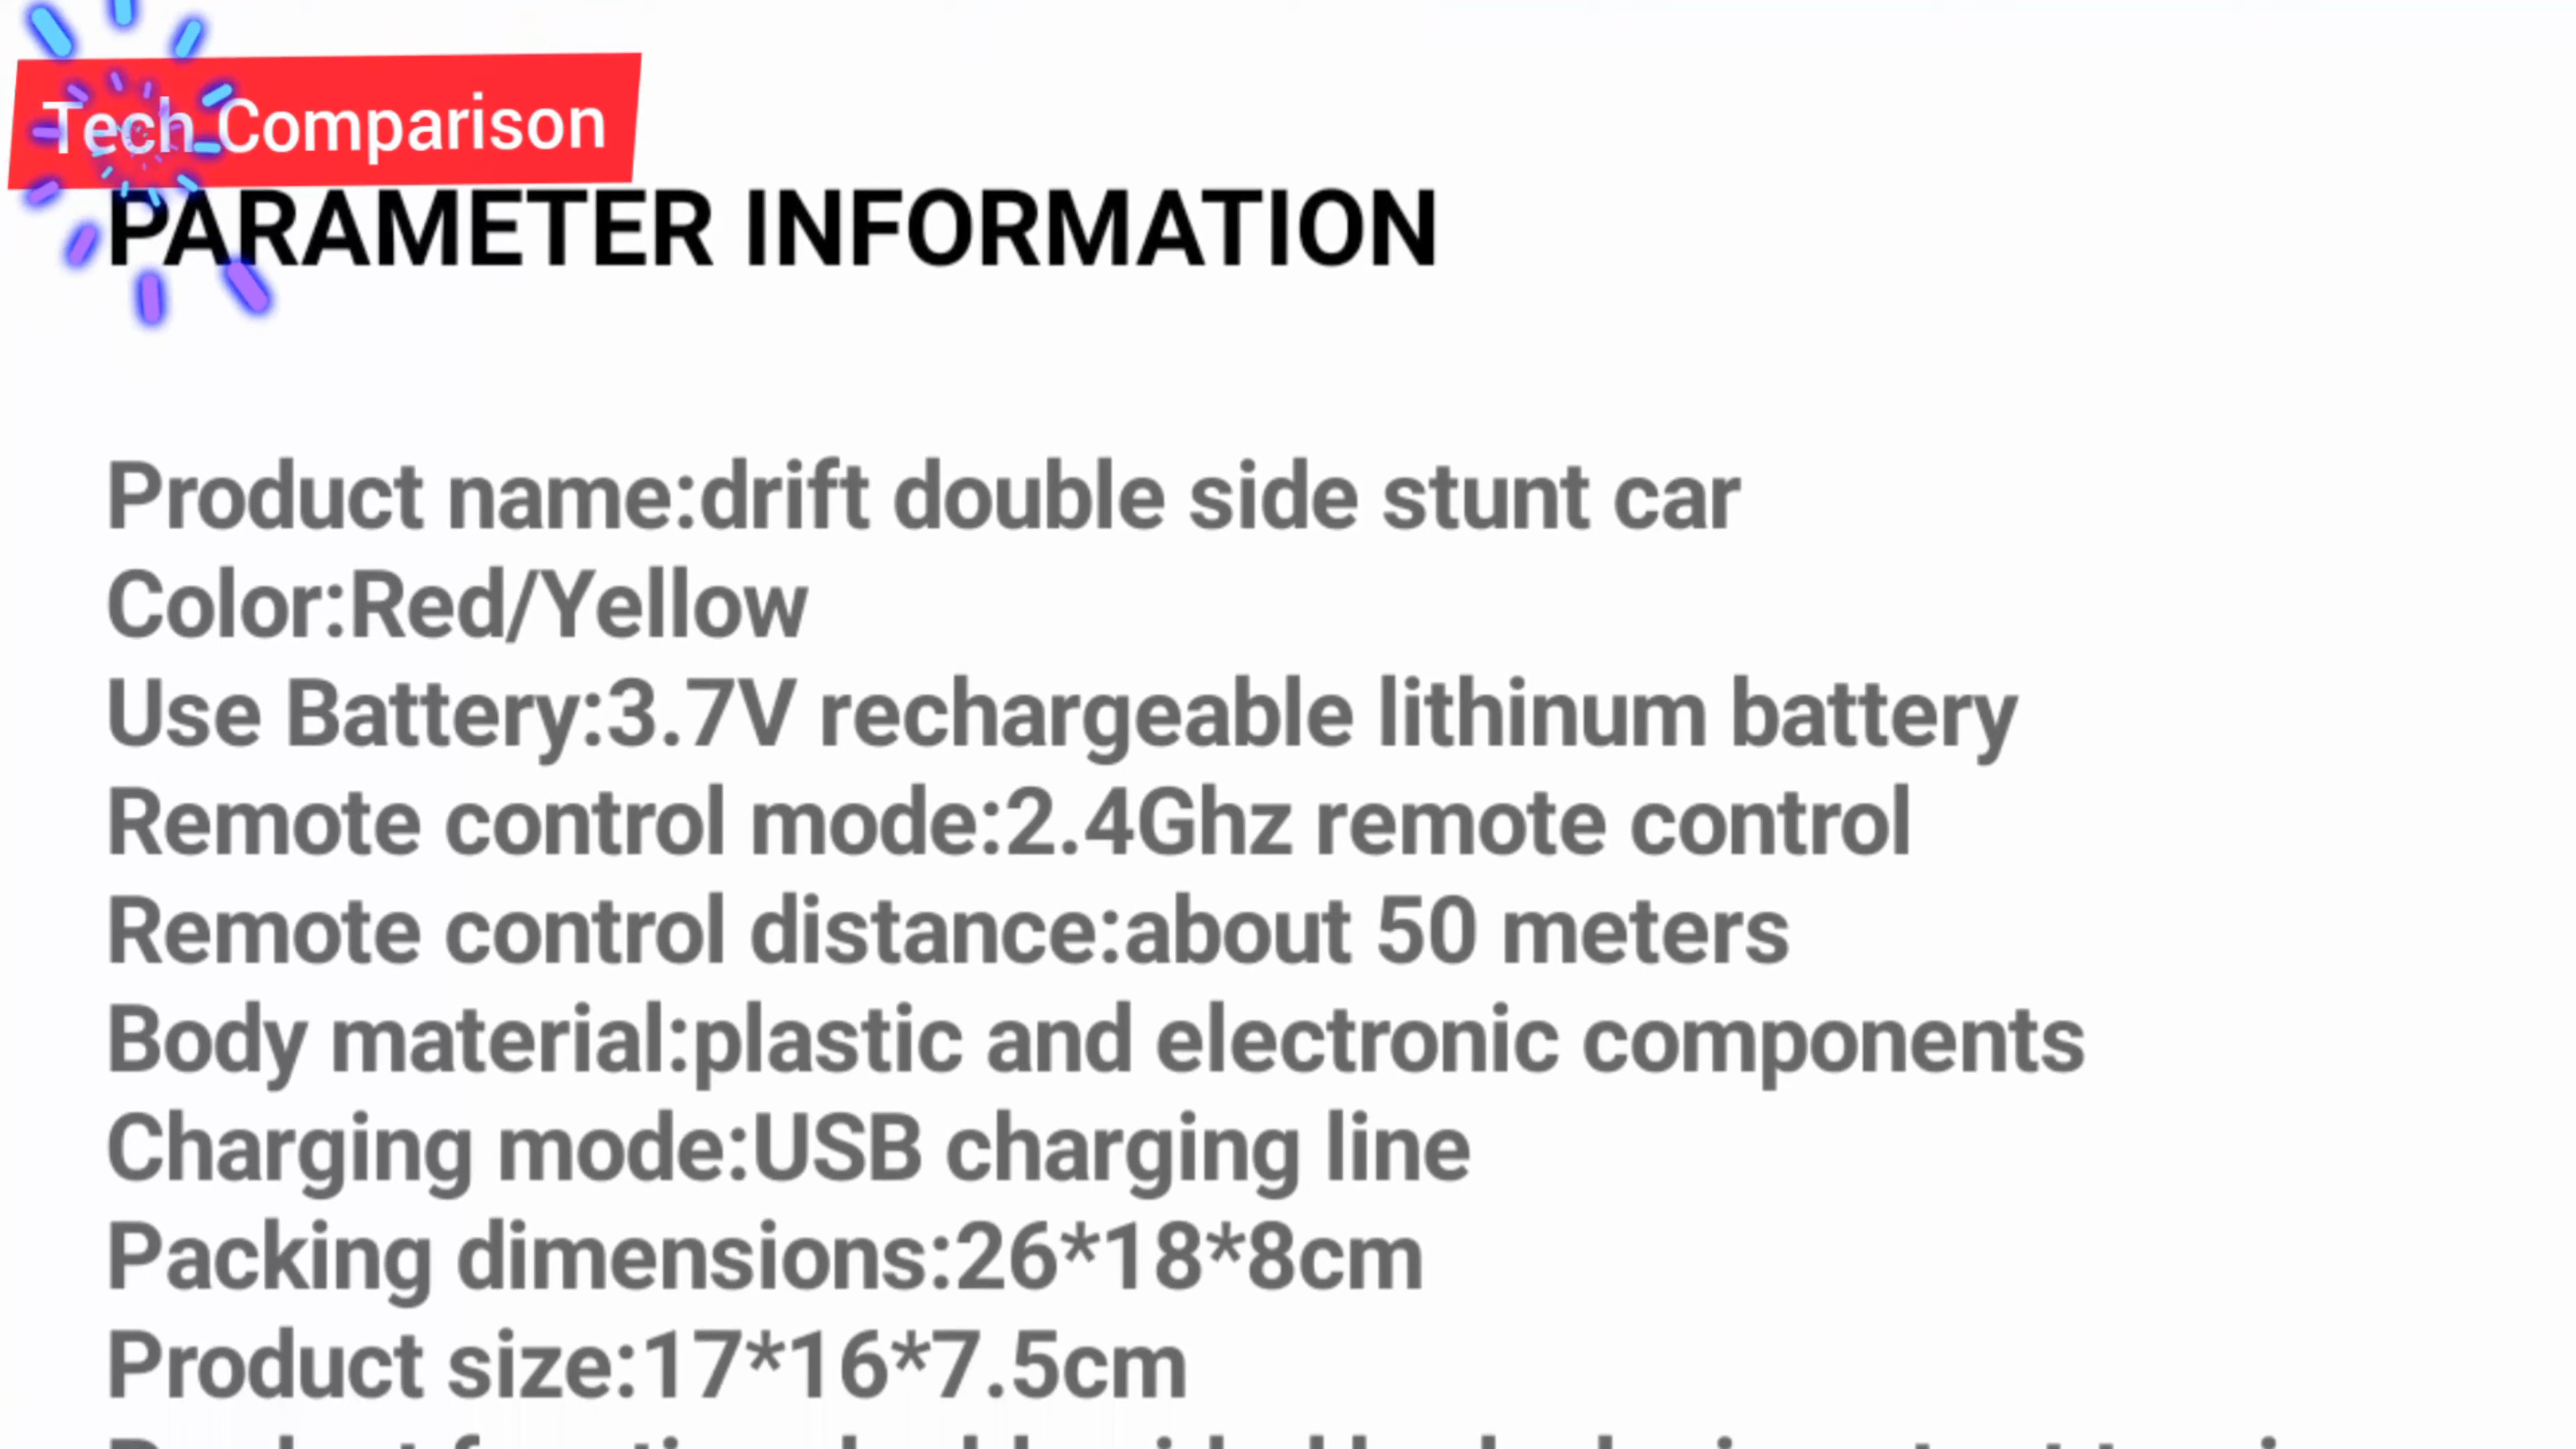 Tech Comparison
PARAMETER INFORMATION
Product name:drift double side stunt car
Color:Red/Yellow
Use Battery:3.7V rechargeable lithinum battery
Remote control mode:2.4Ghz remote control
Remote control distance:about 50 meters
Body material:plastic and electronic components
Charging mode:USB charging line
Packing dimensions:26*18*8cm
Product size:17*16*7.5cm